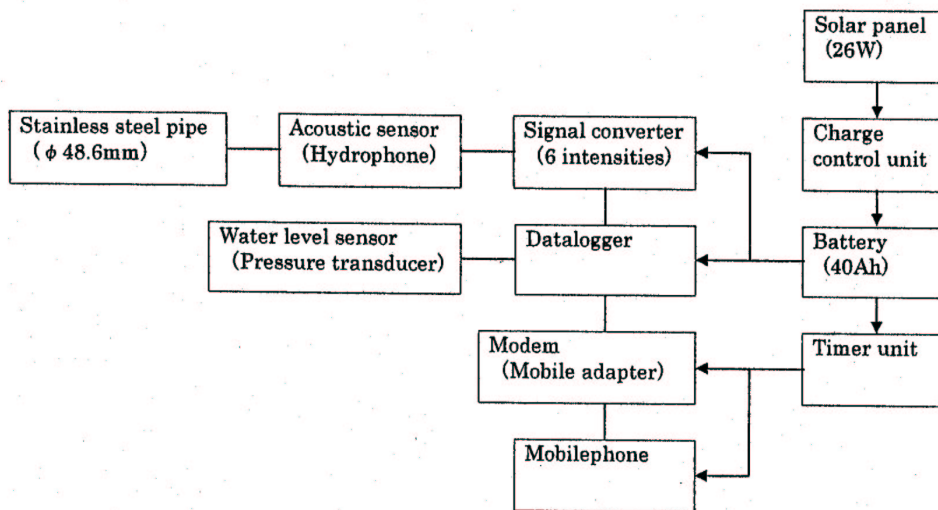 Solar panel
(26W)
Stainless steel pipe
(φ 48.6mm)
Acoustic sensor
(Hydrophone)
Signal converter
(6 intensities)
Charge
control unit
Water level sensor
(Pressure transducer)
Datalogger
Battery
(40Ah)
Modem
(Mobile adapter)
Timer unit
Mobilephone